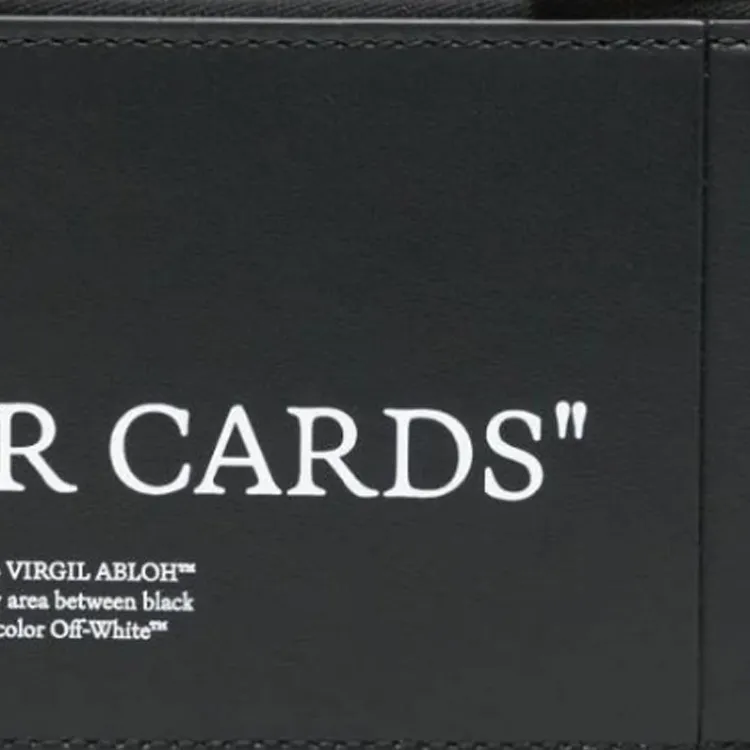 R CARDS"
VIRGIL ABLOH™
area between black
color Off-White™